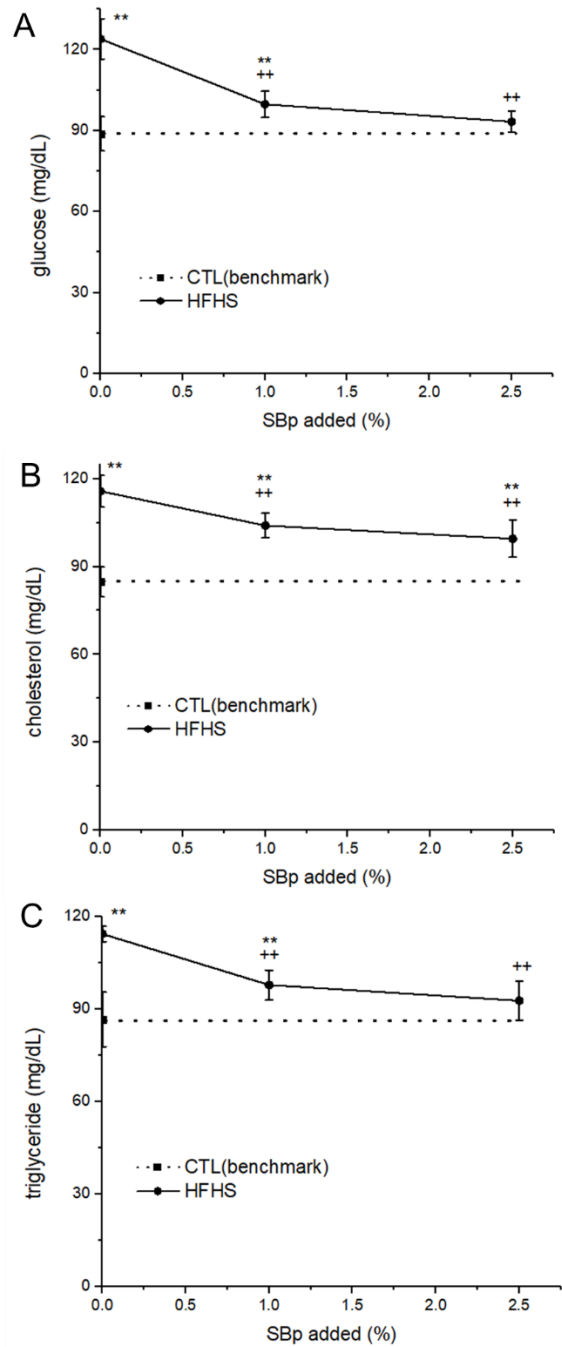 A
120
90
60
30
0
glucose (mg/dL)
**
**
++
++
CTL(benchmark)
HFHS
0.0 0.5 1.0 1.5 2.0 2.5
SBp added (%)
B
120
90
60
30
0
cholesterol (mg/dL)
**
**
++
**
++
CTL(benchmark)
HFHS
0.0 0.5 1.0 1.5 2.0 2.5
SBp added (%)
C
120
90
60
30
0
triglyceride (mg/dL)
**
**
++
++
CTL(benchmark)
HFHS
0.0 0.5 1.0 1.5 2.0 2.5
SBp added (%)